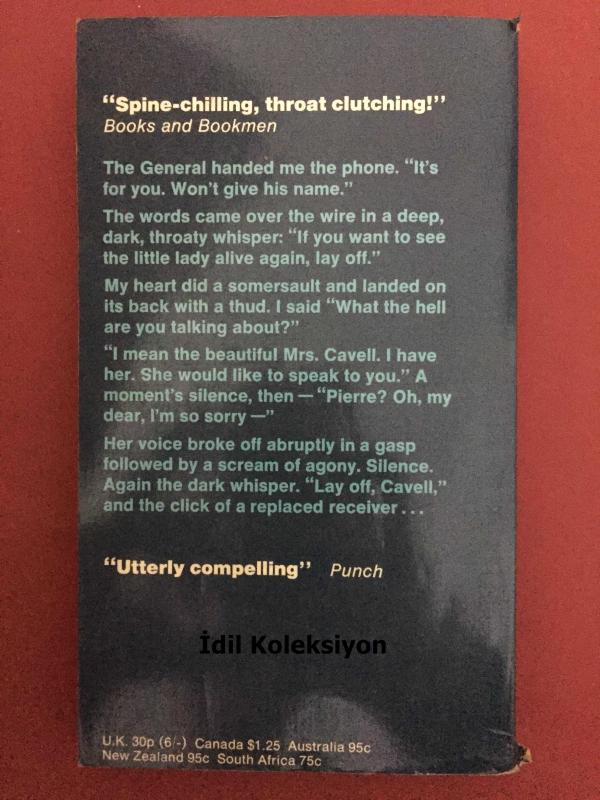 “Spine-chilling, throat clutching!”
Books and Bookmen
The General handed me the phone. “It’s
for you. Won’t give his name.”
The words came over the wire in a deep,
dark, throaty whisper: “If you want to see
the little lady alive again, lay off.”
My heart did a somersault and landed on
its back with a thud. I said “What the hell
are you talking about?”
“I mean the beautiful Mrs. Cavell. I have
her. She would like to speak to you.” A
moment’s silence, then — “Pierre? Oh, my
dear, I’m so sorry —”
Her voice broke off abruptly in a gasp
followed by a scream of agony. Silence.
Again the dark whisper. “Lay off, Cavell,”
and the click of a replaced receiver . . .
“Utterly compelling” Punch
İdil Koleksiyon
U.K. 30p (6/-) Canada $1.25 Australia 95c
New Zealand 95c South Africa 75c